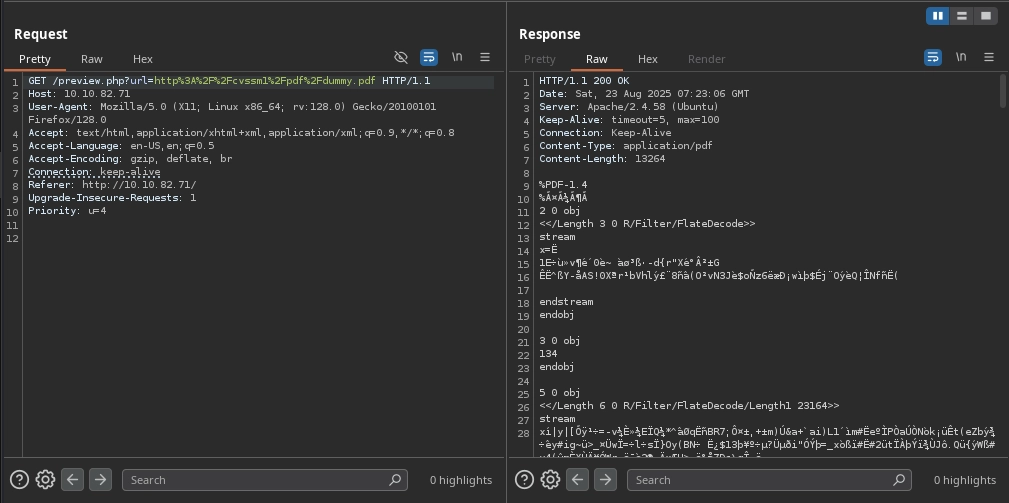 Request
Pretty Raw Hex
\n
1 GET /preview.php?url=http%3A%2F%2Fcvssm1%2Fpdf%2Fdummy.pdf HTTP/1.1
2 Host: 10.10.82.71
3 User-Agent: Mozilla/5.0 (X11; Linux x86_64; rv:128.0) Gecko/20100101
Firefox/128.0
4 Accept: text/html,application/xhtml+xml,application/xml;q=0.9,*/*;q=0.8
5 Accept-Language: en-US,en;q=0.5
6 Accept-Encoding: gzip, deflate, br
7 Connection: keep-alive
8 Referer: http://10.10.82.71/
9 Upgrade-Insecure-Requests: 1
10 Priority: u=4
11
12
Search
0 highlights
Response
Pretty Raw Hex Render
\n
1 HTTP/1.1 200 OK
2 Date: Sat, 23 Aug 2025 07:23:06 GMT
3 Server: Apache/2.4.58 (Ubuntu)
4 Keep-Alive: timeout=5, max=100
5 Connection: Keep-Alive
6 Content-Type: application/pdf
7 Content-Length: 13264
8
9 %PDF-1.4
10 %Ã¤Ã¼Ã¶Ã
11 2 0 obj
12 <</Length 3 0 R/Filter/FlateDecode>>
13 stream
14
15
16
17
18 endstream
19 endobj
20
21 3 0 obj
22 134
23 endobj
24
25 5 0 obj
26 <</Length 6 0 R/Filter/FlateDecode/Length1 23164>>
27 stream
28
Search
0 highlights